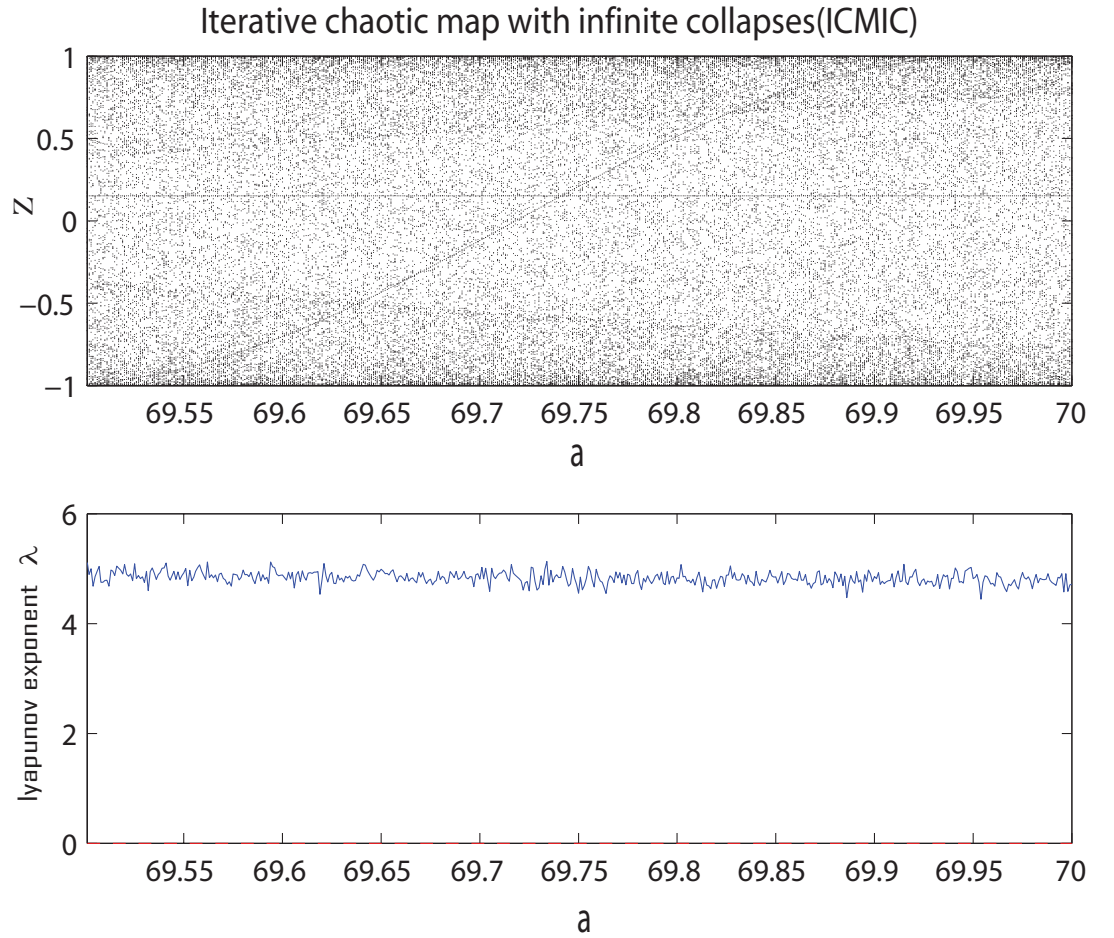 Iterative chaotic map with infinite collapses(ICMIC)
1
0.5
0
−0.5
−1
z
69.55 69.6 69.65 69.7 69.75 69.8 69.85 69.9 69.95 70
a
6
4
2
0
lyapunov exponent λ
69.55 69.6 69.65 69.7 69.75 69.8 69.85 69.9 69.95 70
a